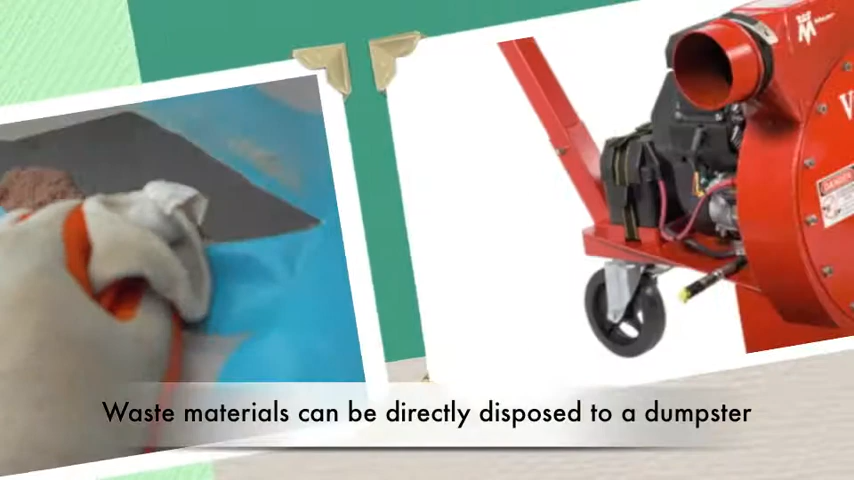 Waste materials can be directly disposed to a dumpster